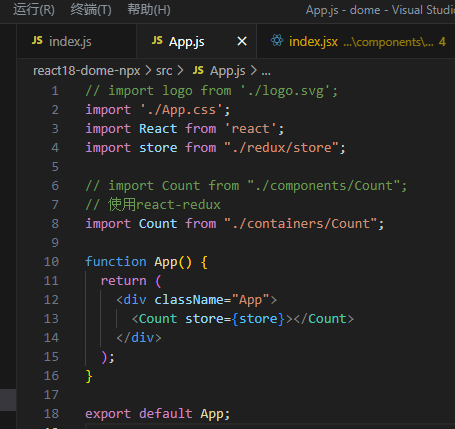 运行(R) 终端(T) 帮助(H) App.js - dome - Visual Studi
JS index.js JS App.js × index.jsx ...\components\... 4
react18-dome-npx > src > JS App.js > ...
1 // import logo from './logo.svg';
2 import './App.css';
3 import React from 'react';
4 import store from "./redux/store";
5
6 // import Count from "./components/Count";
7 // 使用react-redux
8 import Count from "./containers/Count";
9
10 function App() {
11 return (
12 <div className="App">
13 <Count store={store}></Count>
14 </div>
15 );
16 }
17
18 export default App;